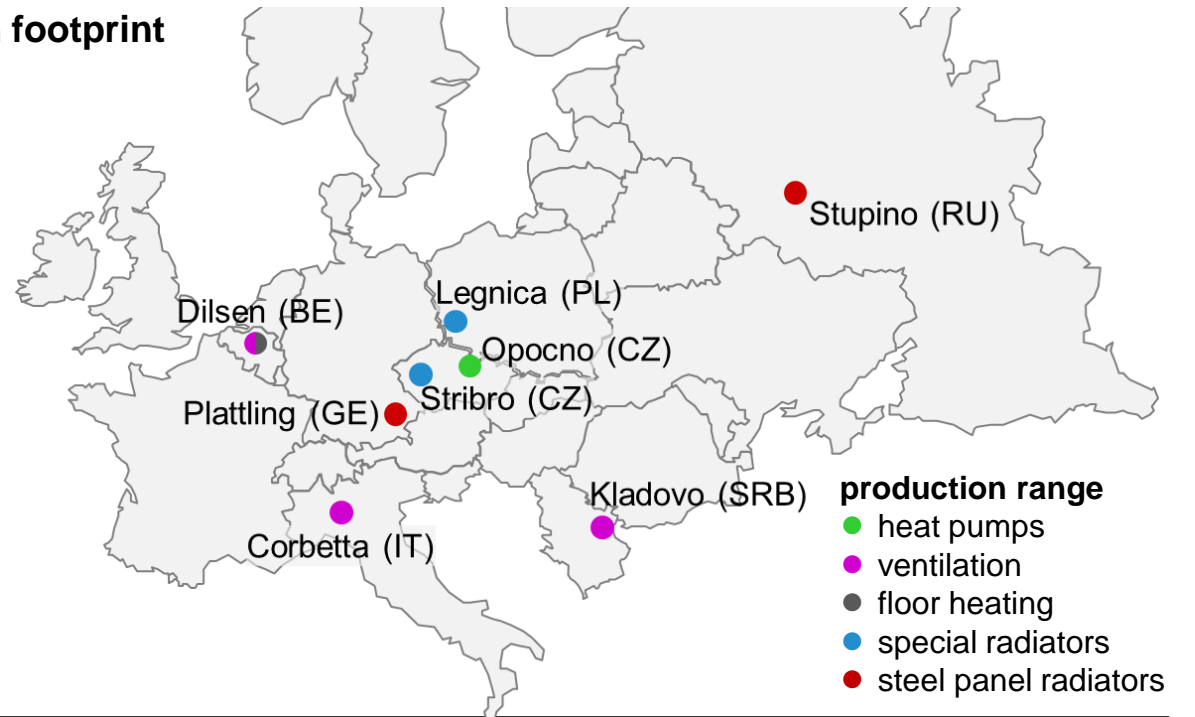 footprint
Stupino (RU)
Legnica (PL)
Dilsen (BE)
Opocno (CZ)
Stribro (CZ)
Plattling (GE)
Kladovo (SRB)
Corbetta (IT)
production range
heat pumps
ventilation
floor heating
special radiators
steel panel radiators